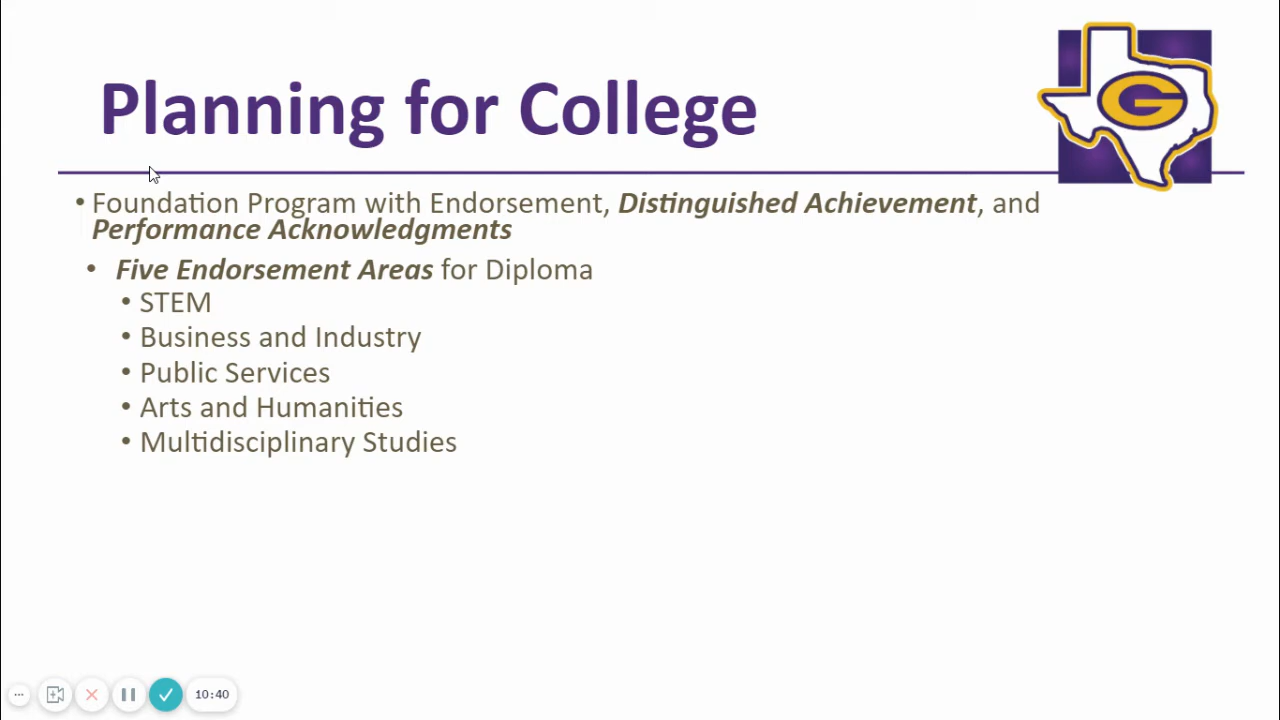 Planning for College
G
• Foundation Program with Endorsement, Distinguished Achievement, and
Performance Acknowledgments
• Five Endorsement Areas for Diploma
• STEM
• Business and Industry
• Public Services
• Arts and Humanities
• Multidisciplinary Studies
10:40